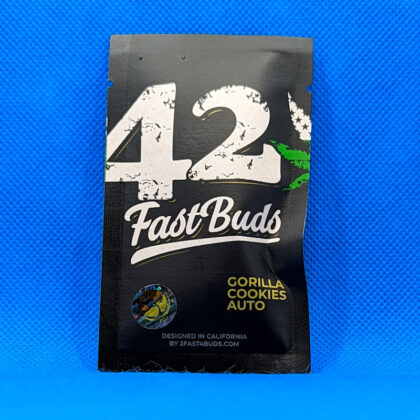 42
FastBuds
GORILLA
COOKIES
AUTO
DESIGNED IN CALIFORNIA
BY 2FAST4BUDS.COM